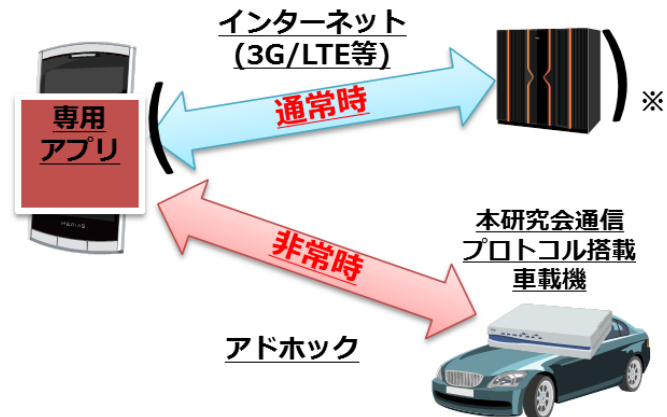 インターネット
(3G/LTE等)
専用
アプリ
通常時
※
MEDIAS
非常時
本研究会通信
プロトコル搭載
車載機
アドホック